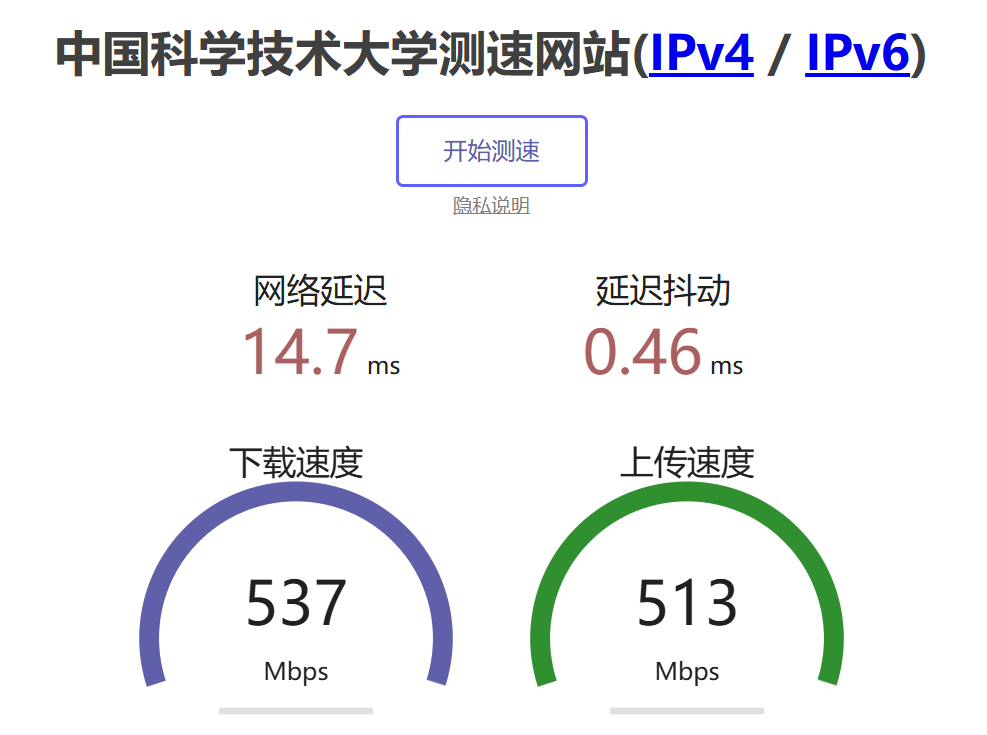 中国科学技术大学测速网站(IPv4 / IPv6)
开始测速
隐私说明
网络延迟 延迟抖动
14.7 ms 0.46 ms
下载速度 上传速度
537 513
Mbps Mbps